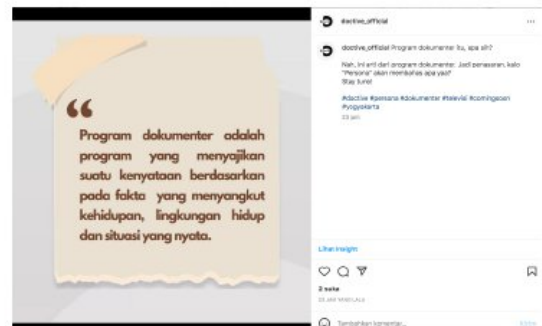 “
Program dokumenter adalah
program yang menyajikan
suatu kenyataan berdasarkan
pada fakta yang menyangkut
kehidupan, lingkungan hidup
dan situasi yang nyata.
doctive_official
doctive_official Program dokumenter itu, apa sih?
Nah, ini arti dari program dokumenter. Jadi penasaran, kalo
"Persona" akan membahas apa yaa?
Stay tune!
#doctive #persona #dokumenter #televisi #comingsoon
#yogyakarta
Lihat Insight
2 suka
Tambahkan komentar...